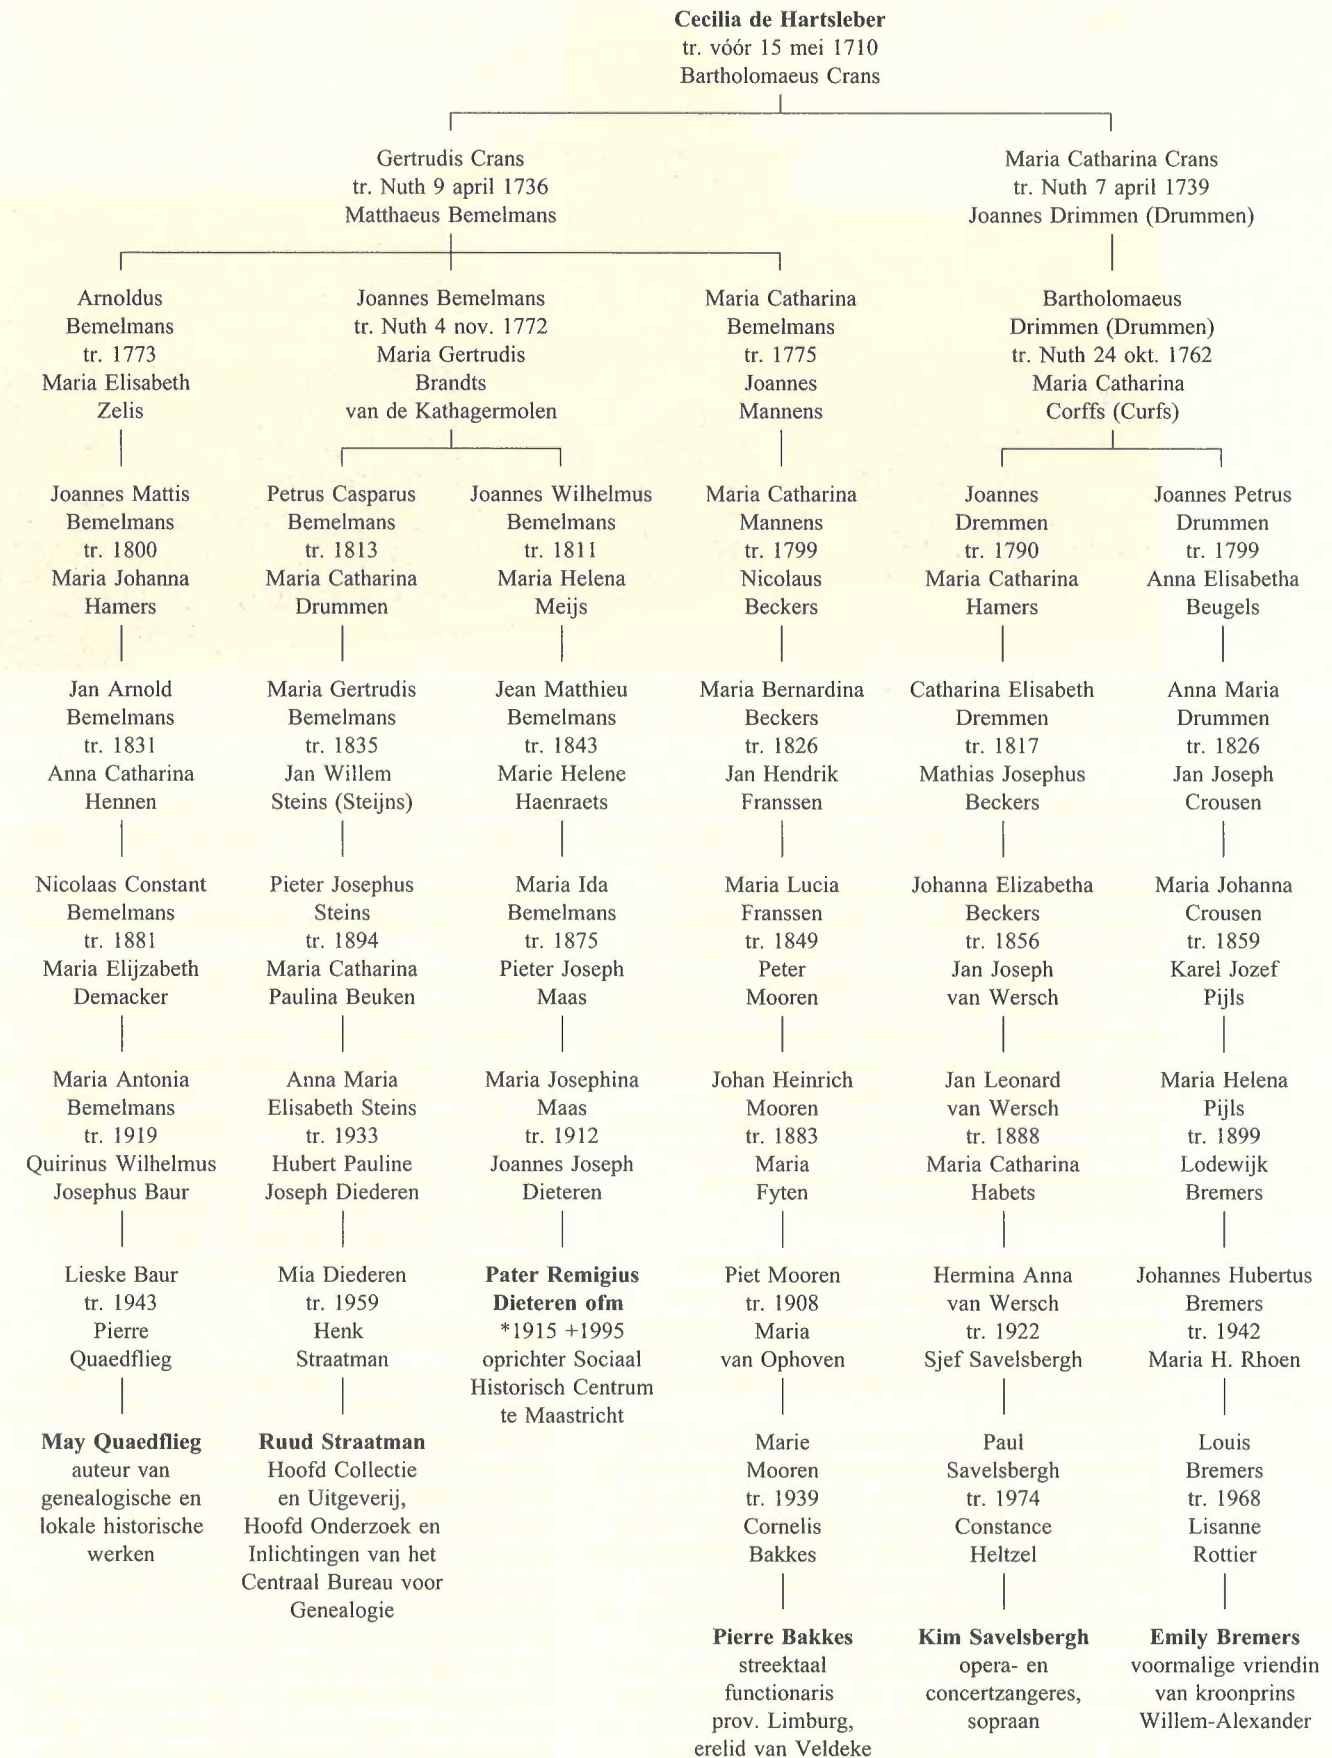 Cecilia de Hartsleber
tr. vóór 15 mei 1710
Bartholomaeus Crans
Gertrudis Crans
tr. Nuth 9 april 1736
Matthaeus Bemelmans
Maria Catharina Crans
tr. Nuth 7 april 1739
Joannes Drimmen (Drummen)
Arnoldus
Bemelmans
tr. 1773
Maria Elisabeth
Zelis
Joannes Bemelmans
tr. Nuth 4 nov. 1772
Maria Gertrudis
Brandts
van de Kathagermolen
Maria Catharina
Bemelmans
tr. 1775
Joannes
Mannens
Bartholomaeus
Drimmen (Drummen)
tr. Nuth 24 okt. 1762
Maria Catharina
Corffs (Curfs)
Joannes Mattis
Bemelmans
tr. 1800
Maria Johanna
Hamers
Petrus Casparus
Bemelmans
tr. 1813
Maria Catharina
Drummen
Joannes Wilhelmus
Bemelmans
tr. 1811
Maria Helena
Meijs
Maria Catharina
Mannens
tr. 1799
Nicolaus
Beckers
Joannes
Dremmen
tr. 1790
Maria Catharina
Hamers
Joannes Petrus
Drummen
tr. 1799
Anna Elisabetha
Beugels
Jan Arnold
Bemelmans
tr. 1831
Anna Catharina
Hennen
Maria Gertrudis
Bemelmans
tr. 1835
Jan Willem
Steins (Steijns)
Jean Matthieu
Bemelmans
tr. 1843
Marie Helene
Haenraets
Maria Bernardina
Beckers
tr. 1826
Jan Hendrik
Franssen
Catharina Elisabeth
Dremmen
tr. 1817
Mathias Josephus
Beckers
Anna Maria
Drummen
tr. 1826
Jan Joseph
Crousen
Nicolaas Constant
Bemelmans
tr. 1881
Maria Elijzabeth
Demacker
Pieter Josephus
Steins
tr. 1894
Maria Catharina
Paulina Beuken
Maria Ida
Bemelmans
tr. 1875
Pieter Joseph
Maas
Maria Lucia
Franssen
tr. 1849
Peter
Mooren
Johanna Elizabetha
Beckers
tr. 1856
Jan Joseph
van Wersch
Maria Johanna
Crousen
tr. 1859
Karel Jozef
Pijls
Maria Antonia
Bemelmans
tr. 1919
Quirinus Wilhelmus
Josephus Baur
Anna Maria
Elisabeth Steins
tr. 1933
Hubert Pauline
Joseph Diederen
Maria Josephina
Maas
tr. 1912
Joannes Joseph
Dieteren
Johan Heinrich
Mooren
tr. 1883
Maria
Fyten
Jan Leonard
van Wersch
tr. 1888
Maria Catharina
Habets
Maria Helena
Pijls
tr. 1899
Lodewijk
Bremers
Lieske Baur
tr. 1943
Pierre
Quaedflieg
Mia Diederen
tr. 1959
Henk
Straatman
Pater Remigius
Dieteren ofm
*1915 +1995
oprichter Sociaal
Historisch Centrum
te Maastricht
Piet Mooren
tr. 1908
Maria
van Ophoven
Hermina Anna
van Wersch
tr. 1922
Sjef Savelsbergh
Johannes Hubertus
Bremers
tr. 1942
Maria H. Rhoen
May Quaedflieg
auteur van
genealogische en
lokale historische
werken
Ruud Straatman
Hoofd Collectie
en Uitgeverij,
Hoofd Onderzoek en
Inlichtingen van het
Centraal Bureau voor
Genealogie
Marie
Mooren
tr. 1939
Cornelis
Bakkes
Paul
Savelsbergh
tr. 1974
Constance
Heltzel
Louis
Bremers
tr. 1968
Lisanne
Rottier
Pierre Bakkes
streektaal
functionaris
prov. Limburg,
erelid van Veldeke
Kim Savelsbergh
opera- en
concertzangeres,
sopraan
Emily Bremers
voormalige vriendin
van kroonprins
Willem-Alexander